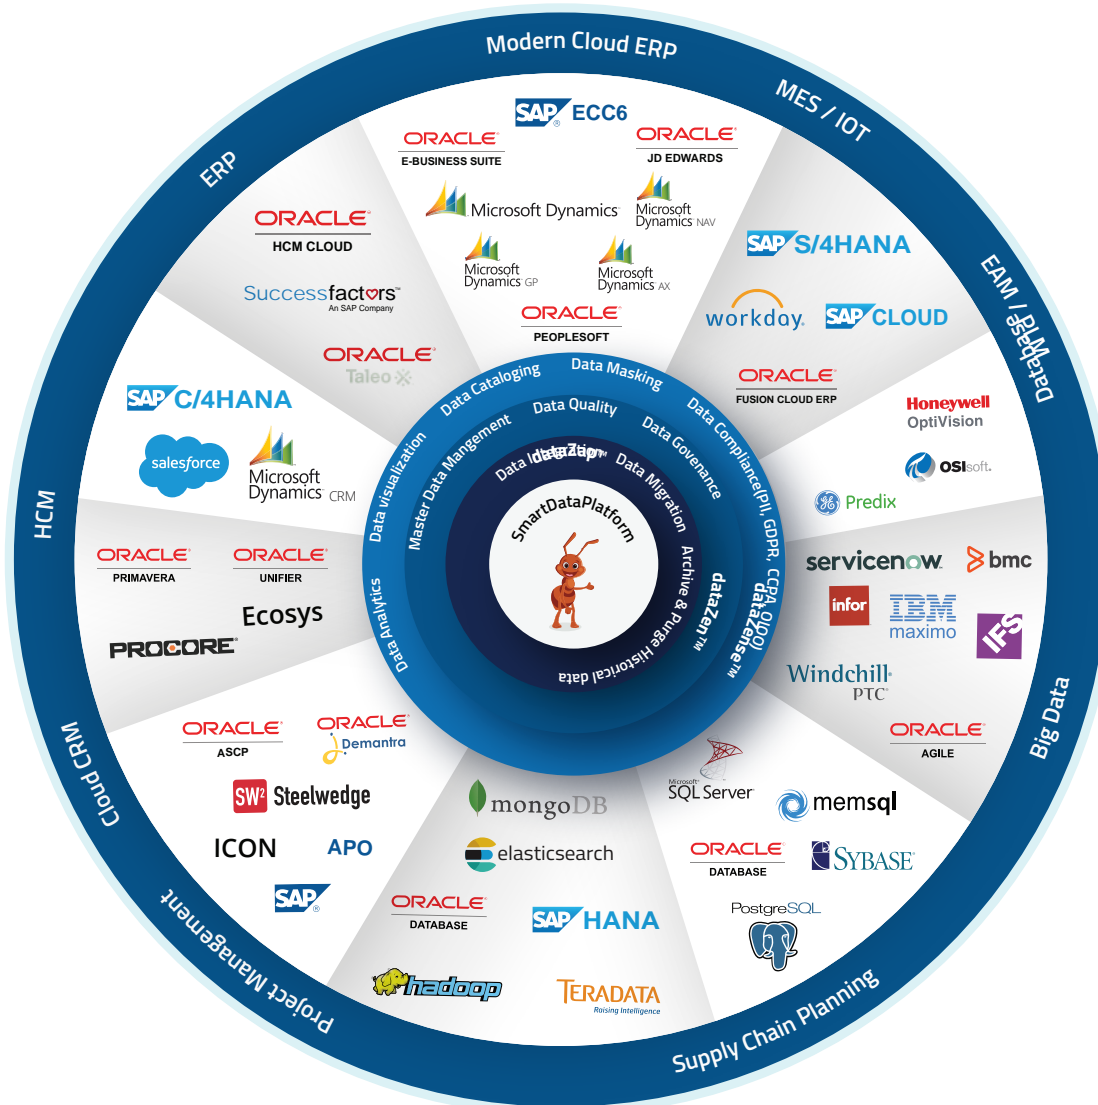 Modern Cloud ERP
MES / IOT
EAM / PLM
Database
Big Data
Supply Chain Planning
Project Management
Cloud CRM
HCM
ERP
SAP ECC6
ORACLE
E-BUSINESS SUITE
ORACLE
JD EDWARDS
Microsoft Dynamics
Microsoft
Dynamics NAV
Microsoft
Dynamics GP
Microsoft
Dynamics AX
ORACLE
PEOPLESOFT
SAP S/4HANA
workday
SAP CLOUD
ORACLE
FUSION CLOUD ERP
Honeywell
OptiVision
OSIsoft.
GE Predix
servicenow
bmc
infor
IBM
maximo
IFS
Windchill
PTC
ORACLE
AGILE
Microsoft
SQL Server
memsql
ORACLE
DATABASE
SYBASE
PostgreSQL
mongoDB
elasticsearch
ORACLE
DATABASE
SAP HANA
hadoop
TERADATA
Raising Intelligence
ORACLE
ASCP
ORACLE
Demantra
SW² Steelwedge
ICON
APO
SAP
ORACLE
PRIMAVERA
ORACLE
UNIFIER
Ecosys
PROCORE
SAP C/4HANA
salesforce
Microsoft
Dynamics CRM
ORACLE
HCM CLOUD
Successfactors™
An SAP Company
ORACLE
Taleo
Data Analytics
Data visualization
Data Cataloging
Data Masking
Data Compliance(PII, GDPR, CCPA, OIOO)
dataZense™
Master Data Mangement
Data Quality
Data Govenance
dataZen™
Data Integration
dataZap™
Data Migration
Archive & Purge Historical data
SmartDataPlatform